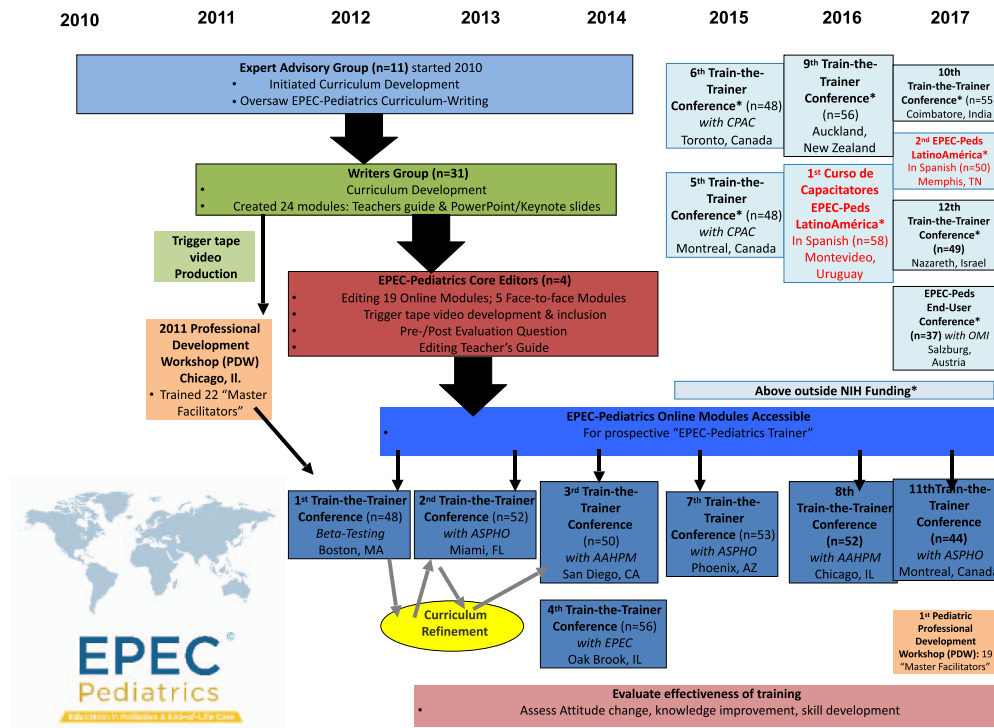 2010 2011 2012 2013 2014 2015 2016 2017
Expert Advisory Group (n=11) started 2010
• Initiated Curriculum Development
• Oversaw EPEC-Pediatrics Curriculum-Writing
Writers Group (n=31)
• Curriculum Development
• Created 24 modules: Teachers guide & PowerPoint/Keynote slides
Trigger tape
video
Production
EPEC-Pediatrics Core Editors (n=4)
• Editing 19 Online Modules; 5 Face-to-face Modules
• Trigger tape video development & inclusion
• Pre-/Post Evaluation Question
• Editing Teacher's Guide
2011 Professional
Development
Workshop (PDW)
Chicago, Il.
• Trained 22 "Master
Facilitators"
6th Train-the-
Trainer
Conference* (n=48)
with CPAC
Toronto, Canada
5th Train-the-
Trainer
Conference* (n=48)
with CPAC
Montreal, Canada
9th Train-the-
Trainer
Conference*
(n=56)
Auckland,
New Zealand
1st Curso de
Capacitatores
EPEC-Peds
LatinoAmérica*
In Spanish (n=58)
Montevideo,
Uruguay
10th
Train-the-Trainer
Conference* (n=55
Coimbatore, India
2nd EPEC-Peds
LatinoAmérica*
In Spanish (n=50)
Memphis, TN
12th
Train-the-Trainer
Conference*
(n=49)
Nazareth, Israel
EPEC-Peds
End-User
Conference*
(n=37) with OMI
Salzburg,
Austria
Above outside NIH Funding*
EPEC-Pediatrics Online Modules Accessible
• For prospective "EPEC-Pediatrics Trainer"
1st Train-the-Trainer
Conference (n=48)
Beta-Testing
Boston, MA
2nd Train-the-Trainer
Conference (n=52)
with ASPHO
Miami, FL
3rd Train-the-
Trainer
Conference
(n=50)
with AAHPM
San Diego, CA
7th Train-the-
Trainer
Conference (n=53)
with ASPHO
Phoenix, AZ
8th
Train-the-Trainer
Conference
(n=52)
with AAHPM
Chicago, IL
11thTrain-the-
Trainer
Conference
(n=44)
with ASPHO
Montreal, Canada
Curriculum
Refinement
4th Train-the-Trainer
Conference (n=56)
with EPEC
Oak Brook, IL
1st Pediatric
Professional
Development
Workshop (PDW): 19
"Master Facilitators"
EPEC©
Pediatrics
Education in Palliative & End-of-Life Care
Evaluate effectiveness of training
• Assess Attitude change, knowledge improvement, skill development